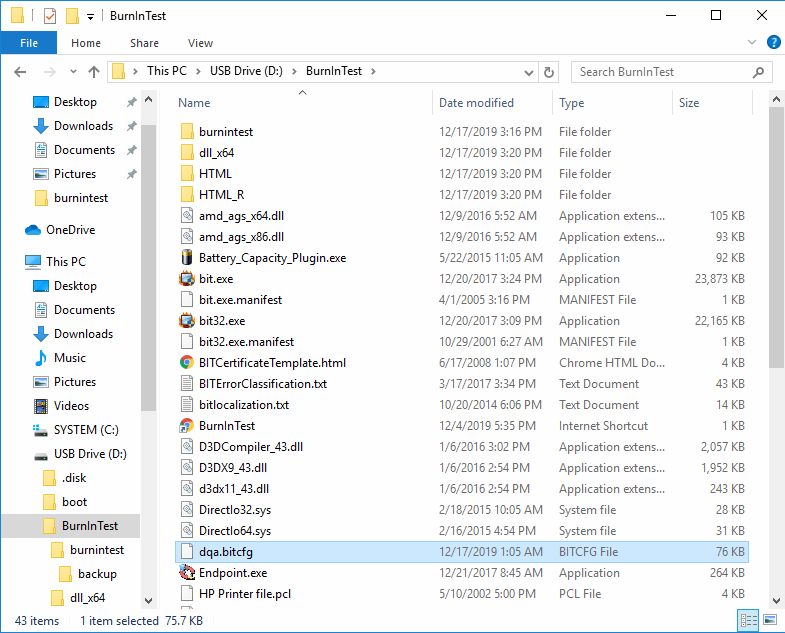 BurnInTest
File Home Share View
This PC > USB Drive (D:) > BurnInTest > Search BurnInTest
Desktop
Downloads
Documents
Pictures
burnintest
OneDrive
This PC
Desktop
Documents
Downloads
Music
Pictures
Videos
SYSTEM (C:)
USB Drive (D:)
.disk
boot
BurnInTest
burnintest
backup
dll_x64
Name Date modified Type Size
burnintest 12/17/2019 3:16 PM File folder
dll_x64 12/17/2019 3:20 PM File folder
HTML 12/17/2019 3:20 PM File folder
HTML_R 12/17/2019 3:20 PM File folder
amd_ags_x64.dll 12/9/2016 5:52 AM Application extens... 105 KB
amd_ags_x86.dll 12/9/2016 5:52 AM Application extens... 93 KB
Battery_Capacity_Plugin.exe 5/22/2015 11:05 AM Application 92 KB
bit.exe 12/20/2017 3:24 PM Application 23,873 KB
bit.exe.manifest 4/1/2005 3:16 PM MANIFEST File 1 KB
bit32.exe 12/20/2017 3:09 PM Application 22,165 KB
bit32.exe.manifest 10/29/2001 6:27 AM MANIFEST File 1 KB
BITCertificateTemplate.html 6/17/2008 1:07 PM Chrome HTML Do... 4 KB
BITErrorClassification.txt 3/17/2017 3:34 PM Text Document 43 KB
bitlocalization.txt 10/20/2014 6:06 PM Text Document 14 KB
BurnInTest 12/4/2019 5:35 PM Internet Shortcut 1 KB
D3DCompiler_43.dll 1/6/2016 3:02 PM Application extens... 2,057 KB
D3DX9_43.dll 1/6/2016 2:54 PM Application extens... 1,952 KB
d3dx11_43.dll 1/6/2016 2:54 PM Application extens... 243 KB
DirectIo32.sys 2/18/2015 10:05 AM System file 28 KB
DirectIo64.sys 2/16/2015 4:54 PM System file 31 KB
dqa.bitcfg 12/17/2019 1:05 AM BITCFG File 76 KB
Endpoint.exe 12/21/2017 8:45 AM Application 264 KB
HP Printer file.pcl 5/10/2002 5:00 PM PCL File 4 KB
43 items 1 item selected 75.7 KB